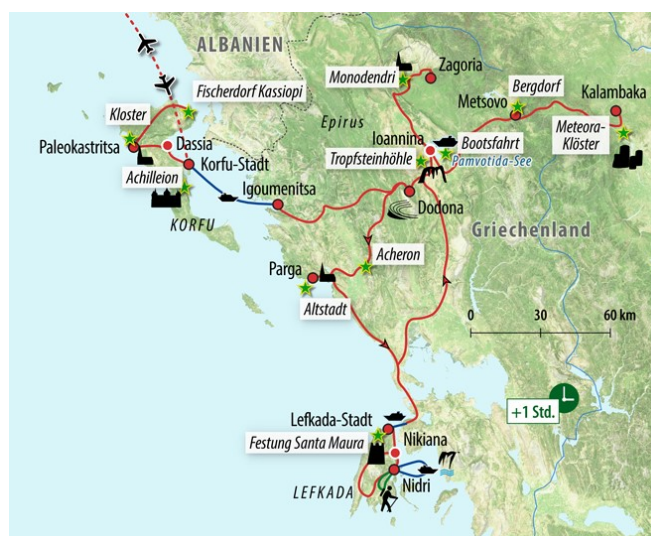 ALBANIEN
Fischerdorf Kassiopi
Kloster
Paleokastritsa
Dassia
Korfu-Stadt
Achilleion
KORFU
Igoumenitsa
Monodendri
Zagoria
Epirus
Ioannina
Tropfsteinhöhle
Bootsfahrt
Pamvotida-See
Metsovo
Bergdorf
Kalambaka
Meteora-
Klöster
Dodona
Griechenland
Acheron
Parga
Altstadt
0 30 60 km
+1 Std.
Lefkada-Stadt
Festung Santa Maura
Nikiana
LEFKADA
Nidri